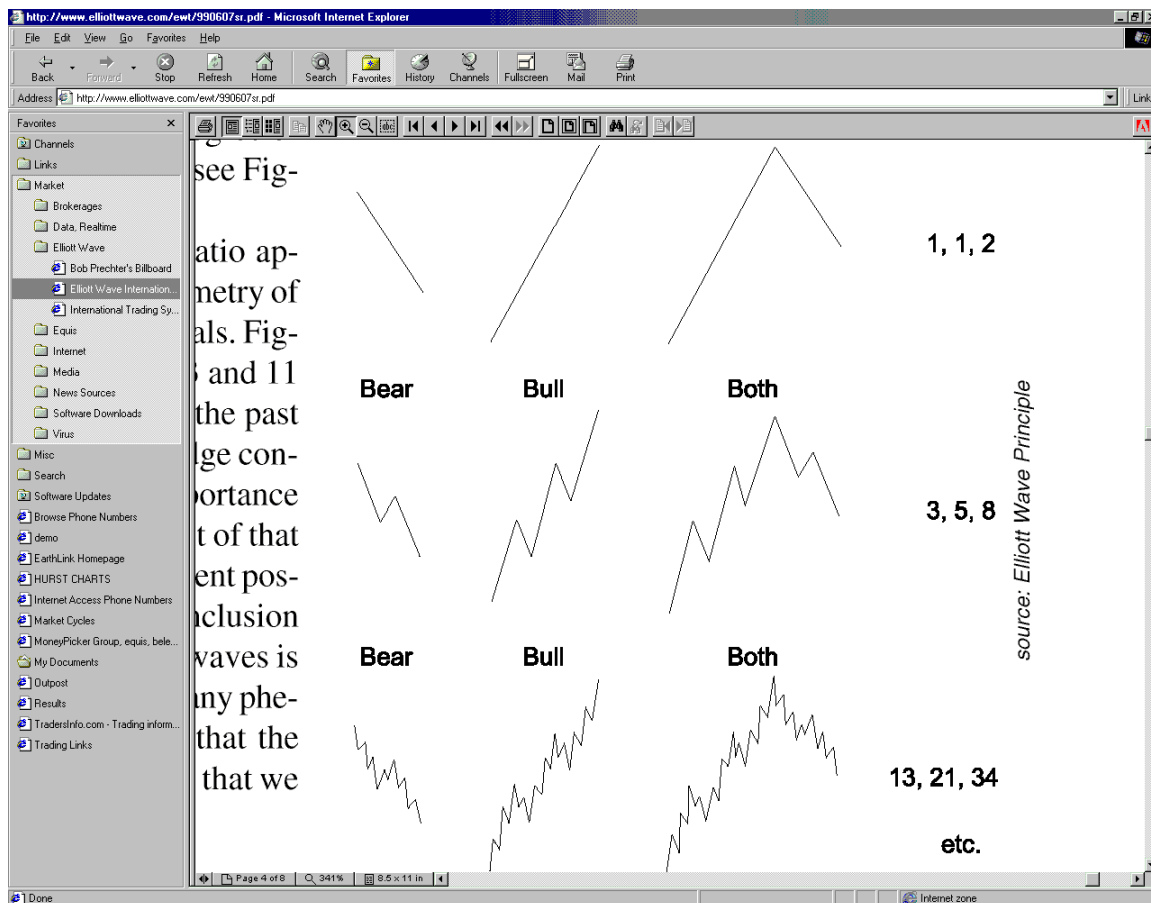 http://www.elliottwave.com/ewt/990607sr.pdf - Microsoft Internet Explorer
File Edit View Go Favorites Help
Back Forward Stop Refresh Home Search Favorites History Channels Fullscreen Mail Print
Address http://www.elliottwave.com/ewt/990607sr.pdf Link
Favorites
Channels
Links
Market
Brokerages
Data, Realtime
Elliott Wave
Bob Prechter's Billboard
Elliott Wave Internation...
International Trading Sy...
Equis
Internet
Media
News Sources
Software Downloads
Virus
Misc
Search
Software Updates
Browse Phone Numbers
demo
EarthLink Homepage
HURST CHARTS
Internet Access Phone Numbers
Market Cycles
MoneyPicker Group, equis, bele...
My Documents
Outpost
Results
TradersInfo.com - Trading inform...
Trading Links
see Fig-
atio ap-
metry of
als. Fig-
and 11
the past
lge con-
portance
t of that
ent pos-
nclusion
waves is
any phe-
that the
that we
1, 1, 2
Bear Bull Both
3, 5, 8
Bear Bull Both
13, 21, 34
etc.
source: Elliott Wave Principle
Page 4 of 8 341% 8.5 x 11 in
Done Internet zone